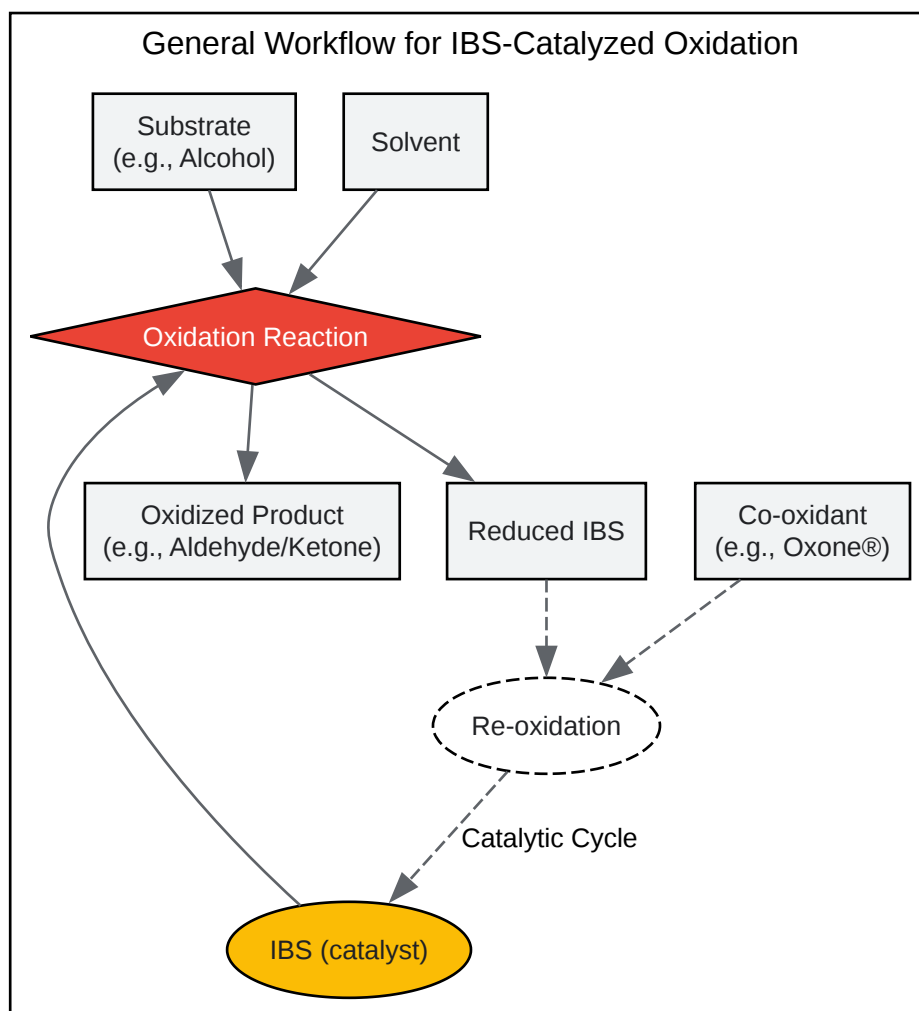 General Workflow for IBS-Catalyzed Oxidation
Substrate
(e.g., Alcohol)
Solvent
Oxidation Reaction
Oxidized Product
(e.g., Aldehyde/Ketone)
Reduced IBS
Co-oxidant
(e.g., Oxone®)
Re-oxidation
Catalytic Cycle
IBS (catalyst)